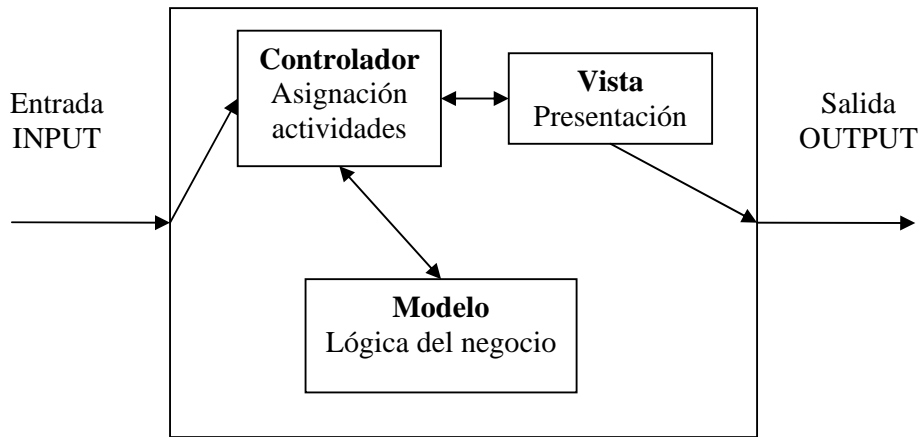 Entrada
INPUT
Controlador
Asignación
actividades
Vista
Presentación
Salida
OUTPUT
Modelo
Lógica del negocio